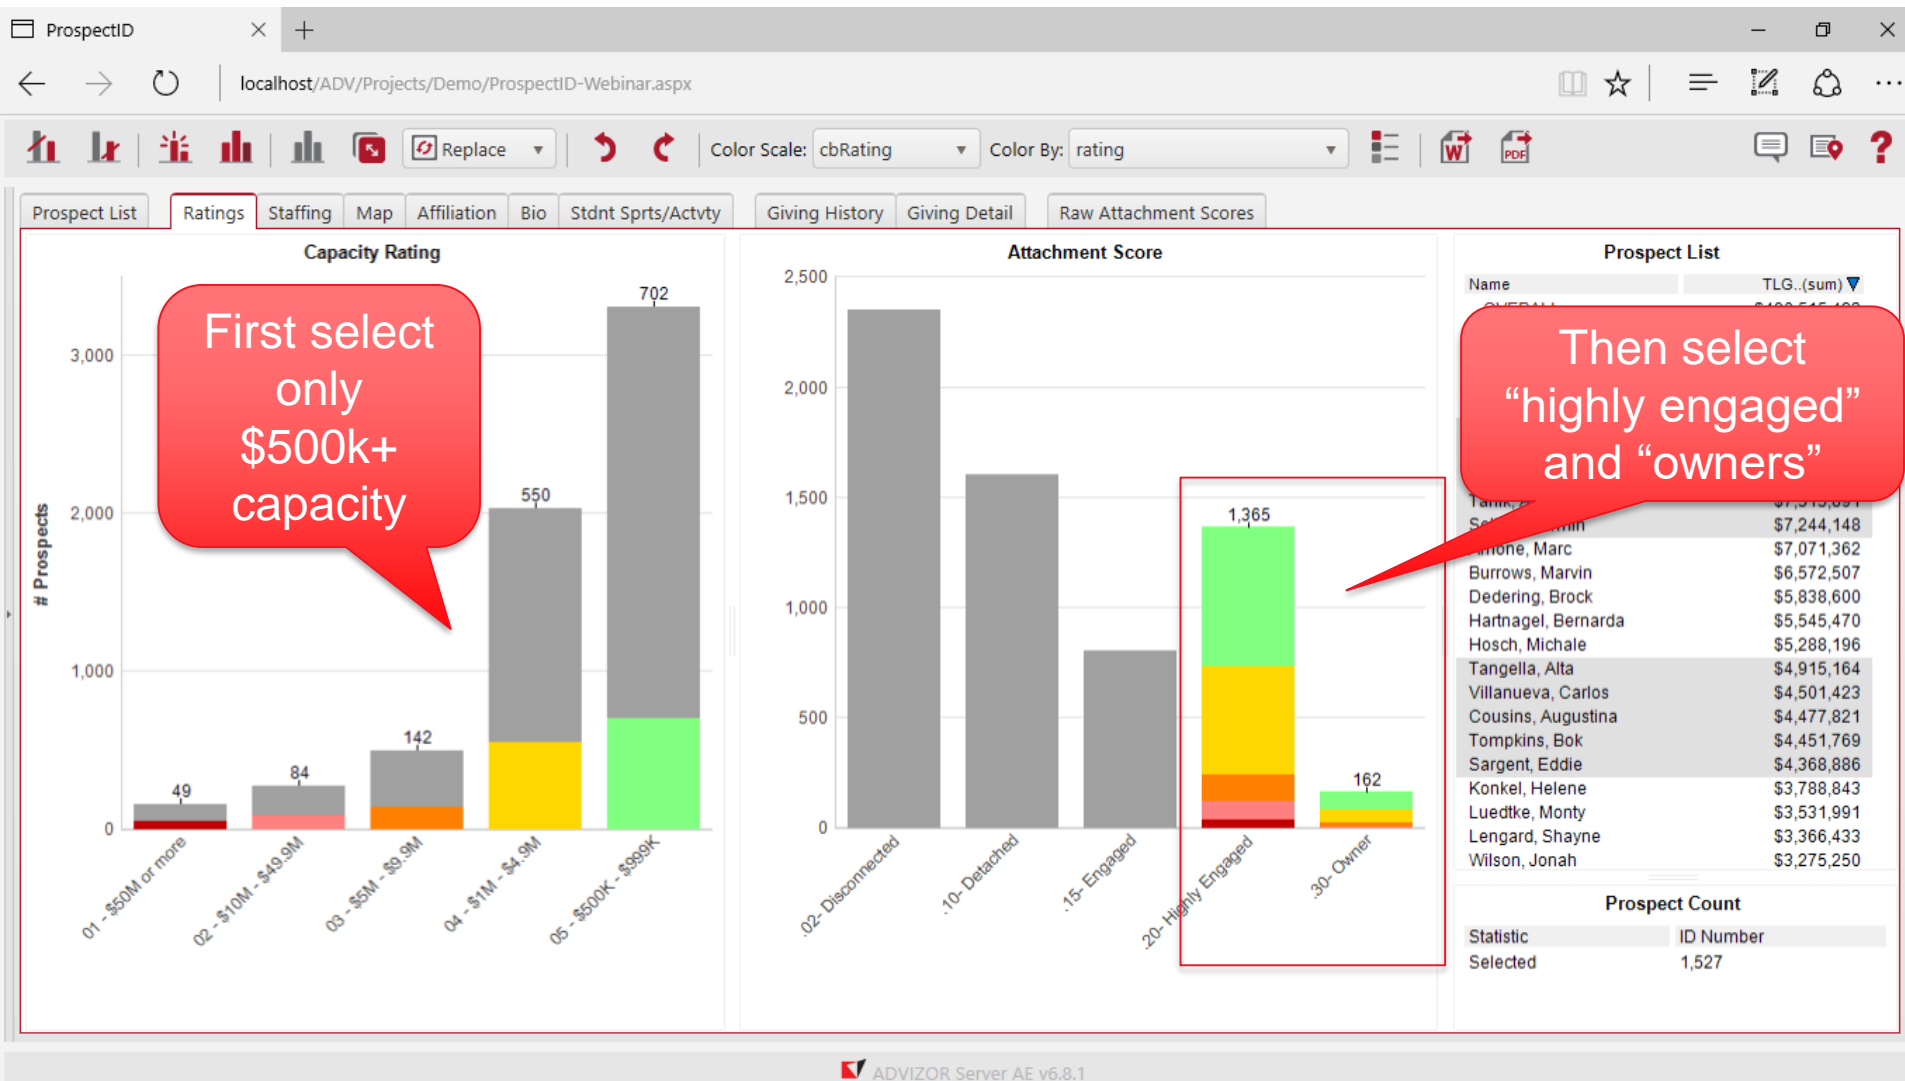 ProspectID
localhost/ADV/Projects/Demo/ProspectID-Webinar.aspx
Replace
Color Scale: cbRating
Color By: rating
W
PDF
?
Prospect List
Ratings
Staffing
Map
Affiliation
Bio
Stdnt Sprts/Actvty
Giving History
Giving Detail
Raw Attachment Scores
Capacity Rating
# Prospects
3,000
2,000
1,000
0
49
84
142
550
702
01 - $50M or more
02 - $10M - $49.9M
03 - $5M - $9.9M
04 - $1M - $4.9M
05 - $500K - $999K
First select
only
$500k+
capacity
Attachment Score
2,500
2,000
1,500
1,000
500
0
1,365
162
.02- Disconnected
.10- Detached
.15- Engaged
.20- Highly Engaged
.30- Owner
Then select
“highly engaged”
and “owners”
Prospect List
Name TLG..(sum)
$7,244,148
Marc $7,071,362
Burrows, Marvin $6,572,507
Dedering, Brock $5,838,600
Hartnagel, Bernarda $5,545,470
Hosch, Michale $5,288,196
Tangella, Alta $4,915,164
Villanueva, Carlos $4,501,423
Cousins, Augustina $4,477,821
Tompkins, Bok $4,451,769
Sargent, Eddie $4,368,886
Konkel, Helene $3,788,843
Luedtke, Monty $3,531,991
Lengard, Shayne $3,366,433
Wilson, Jonah $3,275,250
Prospect Count
Statistic ID Number
Selected 1,527
ADVIZOR Server AE v6.8.1